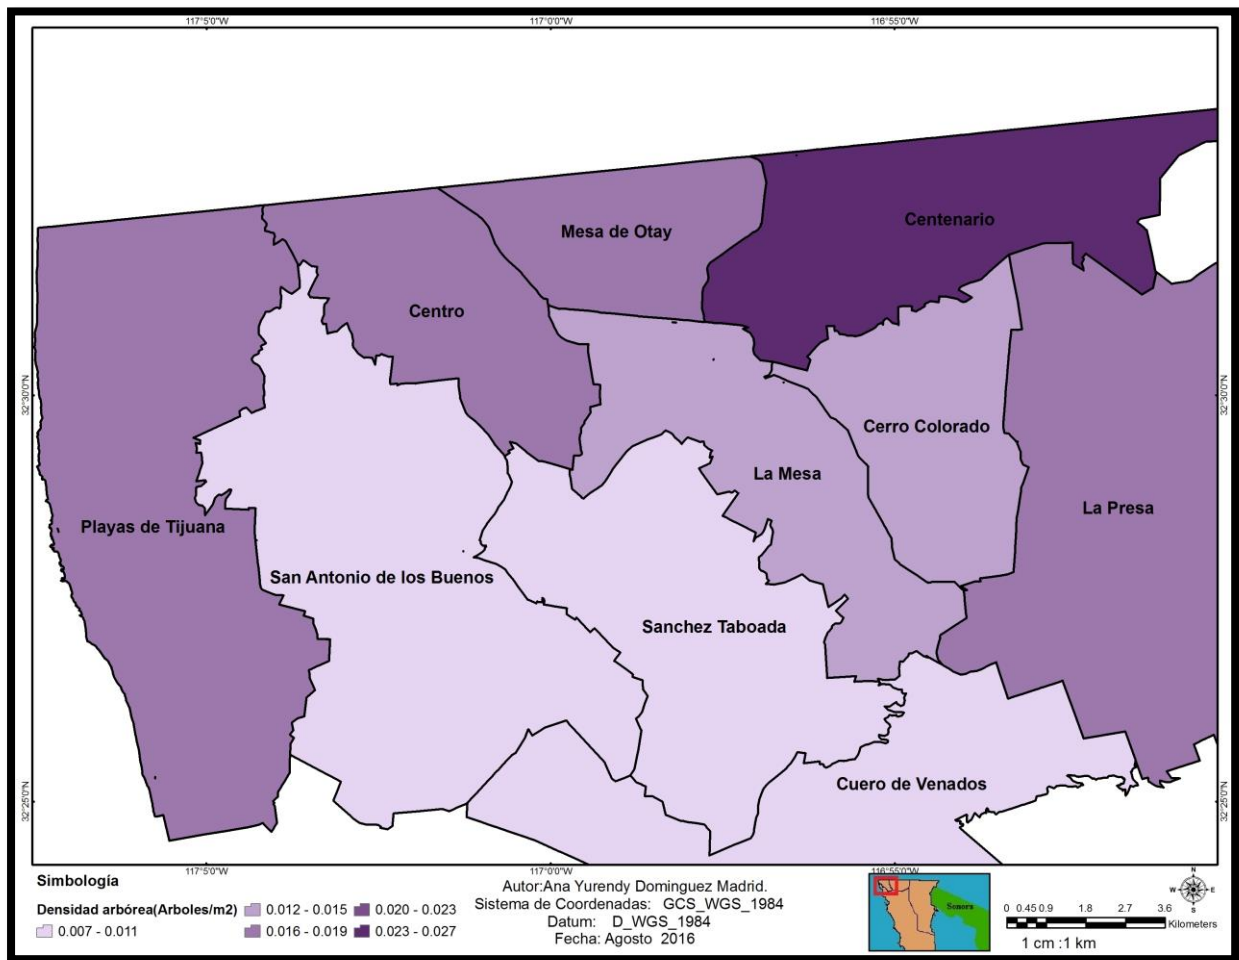 117°5'0"W 117°0'0"W 116°55'0"W
Centenario
Mesa de Otay
Centro
32°30'0"N 32°30'0"N
Cerro Colorado
La Mesa
La Presa
Playas de Tijuana
San Antonio de los Buenos
Sanchez Taboada
Cuero de Venados
32°25'0"N 32°25'0"N
117°5'0"W 117°0'0"W 116°55'0"W
Simbología
Densidad arbórea(Arboles/m2)
0.007 - 0.011
0.012 - 0.015
0.016 - 0.019
0.020 - 0.023
0.023 - 0.027
Autor:Ana Yurendy Dominguez Madrid.
Sistema de Coordenadas: GCS_WGS_1984
Datum: D_WGS_1984
Fecha: Agosto 2016
Sonora
N
W E
S
0 0.45 0.9 1.8 2.7 3.6
Kilometers
1 cm :1 km